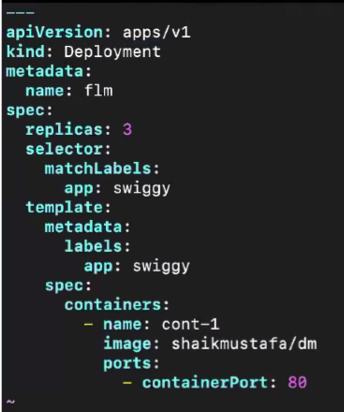 ---
apiVersion: apps/v1
kind: Deployment
metadata:
  name: flm
spec:
  replicas: 3
  selector:
    matchLabels:
      app: swiggy
  template:
    metadata:
      labels:
        app: swiggy
    spec:
      containers:
        - name: cont-1
          image: shaikmustafa/dm
          ports:
            - containerPort: 80
~